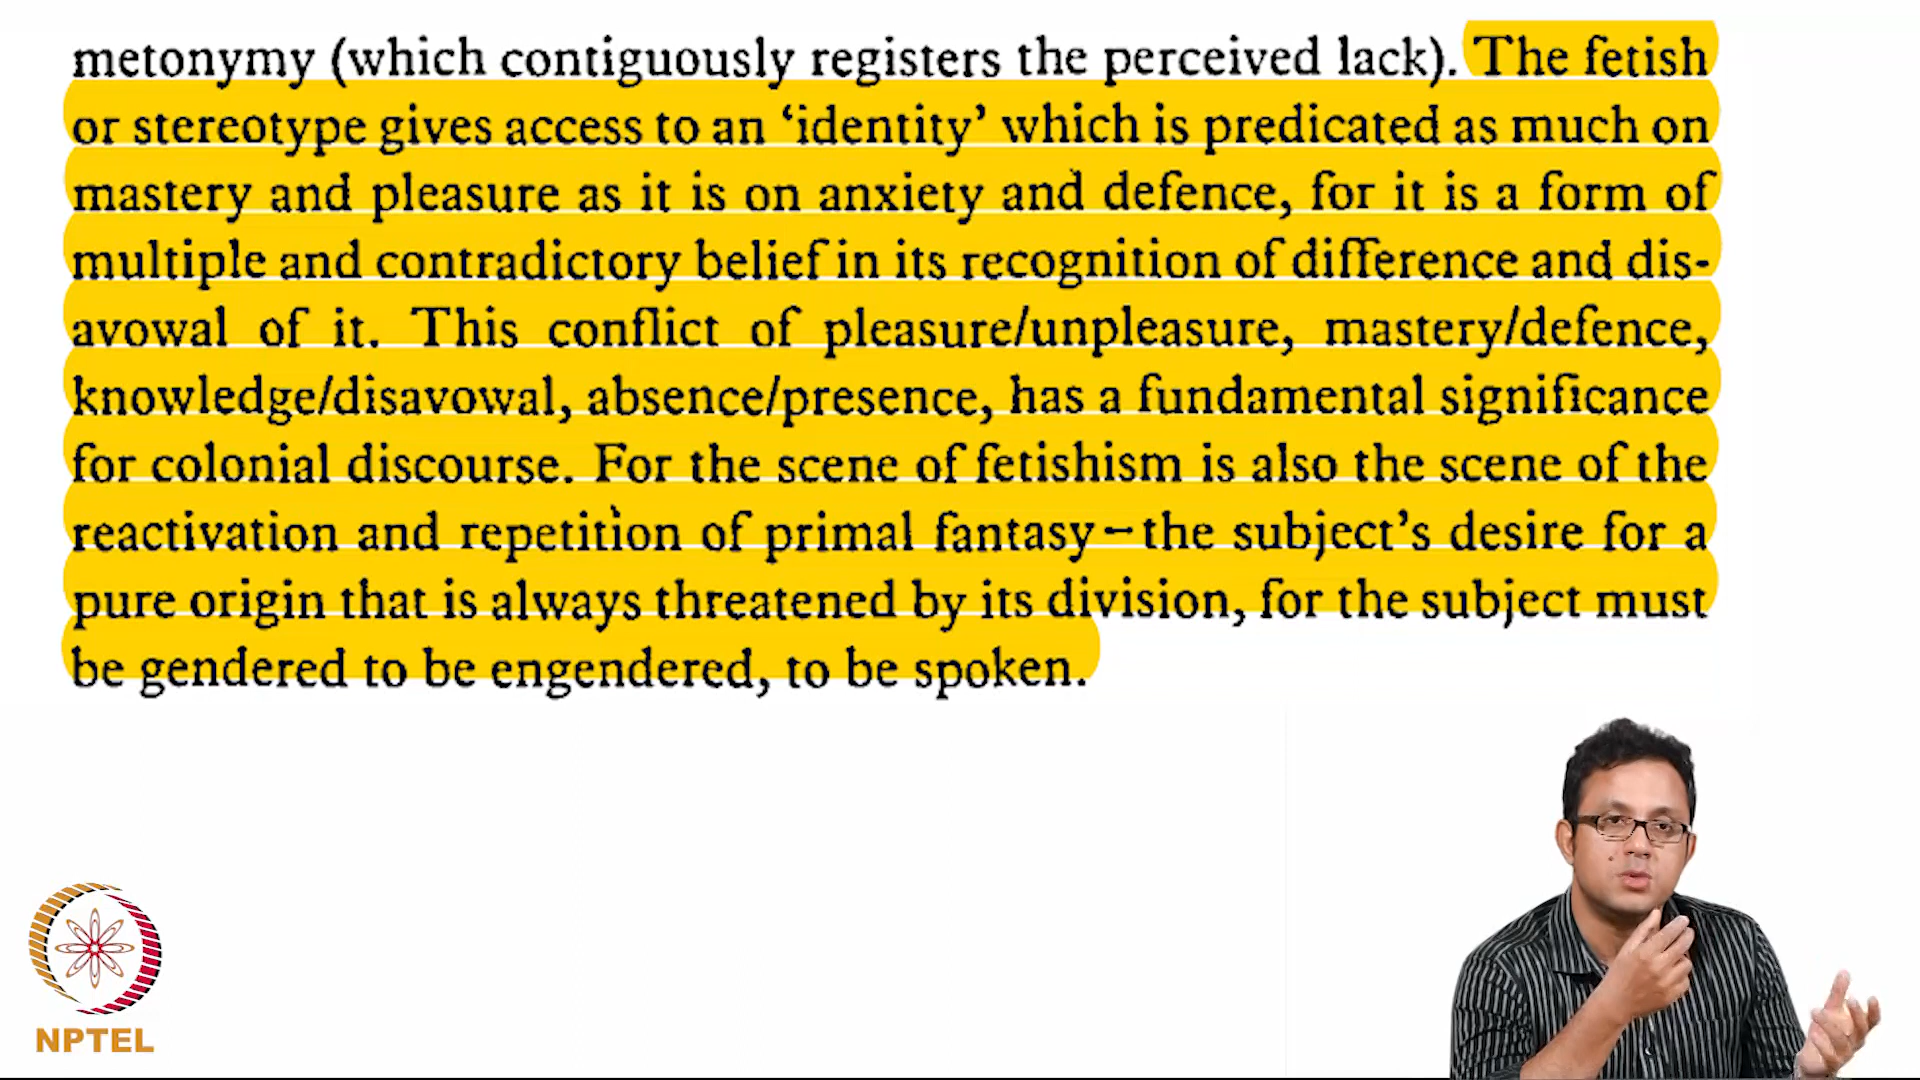 metonymy (which contiguously registers the perceived lack). The fetish
or stereotype gives access to an ‘identity’ which is predicated as much on
mastery and pleasure as it is on anxiety and defence, for it is a form of
multiple and contradictory belief in its recognition of difference and dis-
avowal of it. This conflict of pleasure/unpleasure, mastery/defence,
knowledge/disavowal, absence/presence, has a fundamental significance
for colonial discourse. For the scene of fetishism is also the scene of the
reactivation and repetition of primal fantasy–the subject’s desire for a
pure origin that is always threatened by its division, for the subject must
be gendered to be engendered, to be spoken.
NPTEL